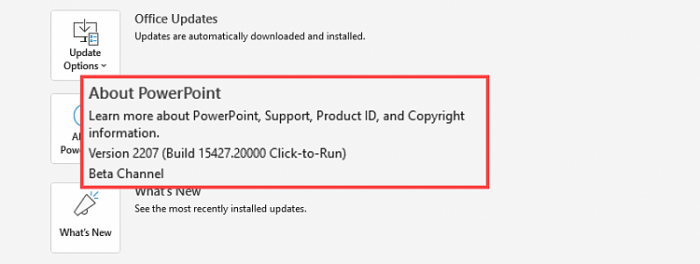 Office Updates
Updates are automatically downloaded and installed.
Update
Options
About PowerPoint
Learn more about PowerPoint, Support, Product ID, and Copyright
information.
Version 2207 (Build 15427.20000 Click-to-Run)
Beta Channel
What's New
See the most recently installed updates.
What's New